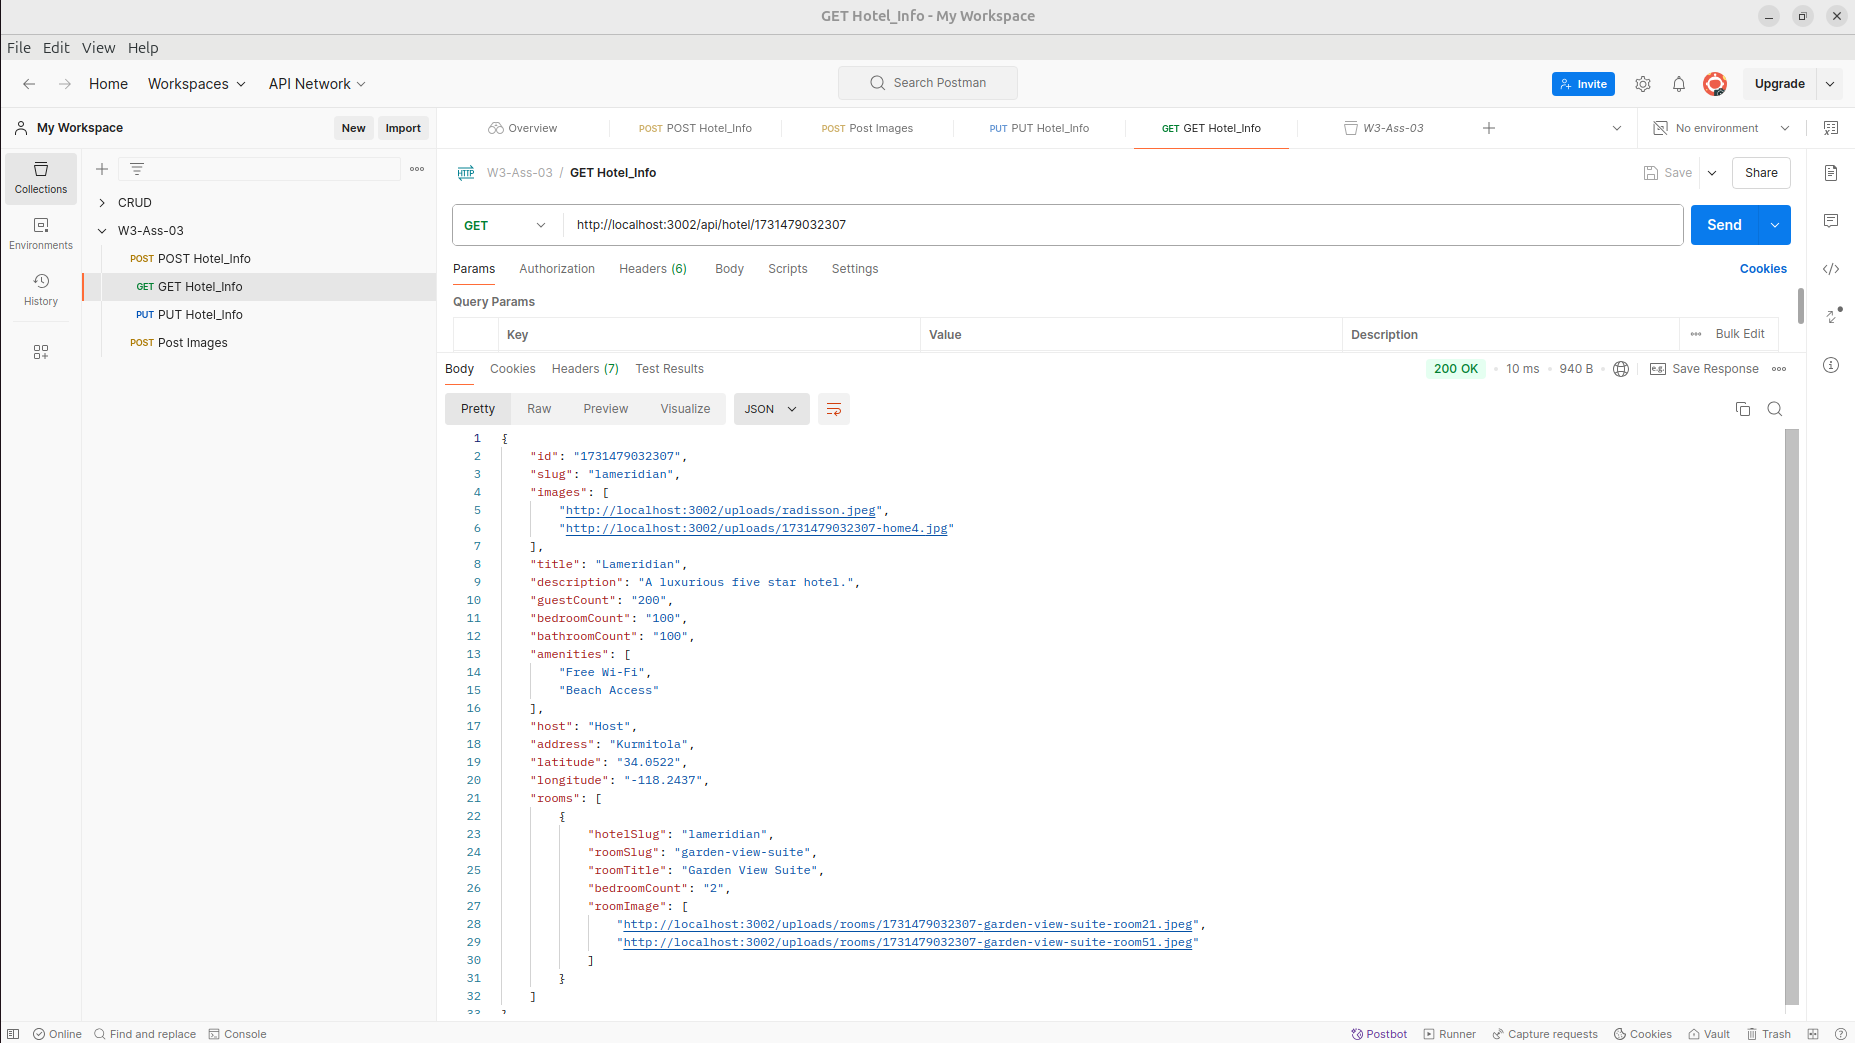 GET Hotel_Info - My Workspace
File Edit View Help
Home Workspaces API Network Search Postman Invite Upgrade
My Workspace New Import Overview POST POST Hotel_Info POST Post Images PUT PUT Hotel_Info GET GET Hotel_Info W3-Ass-03 No environment
Collections
Environments
History
CRUD
W3-Ass-03
POST POST Hotel_Info
GET GET Hotel_Info
PUT PUT Hotel_Info
POST Post Images
HTTP W3-Ass-03 / GET Hotel_Info Save Share
GET http://localhost:3002/api/hotel/1731479032307 Send
Params Authorization Headers (6) Body Scripts Settings Cookies
Query Params
Key Value Description Bulk Edit
Body Cookies Headers (7) Test Results 200 OK 10 ms 940 B e.g. Save Response
Pretty Raw Preview Visualize JSON
1 {
2 "id": "1731479032307",
3 "slug": "lameridian",
4 "images": [
5 "http://localhost:3002/uploads/radisson.jpeg",
6 "http://localhost:3002/uploads/1731479032307-home4.jpg"
7 ],
8 "title": "Lameridian",
9 "description": "A luxurious five star hotel.",
10 "guestCount": "200",
11 "bedroomCount": "100",
12 "bathroomCount": "100",
13 "amenities": [
14 "Free Wi-Fi",
15 "Beach Access"
16 ],
17 "host": "Host",
18 "address": "Kurmitola",
19 "latitude": "34.0522",
20 "longitude": "-118.2437",
21 "rooms": [
22 {
23 "hotelSlug": "lameridian",
24 "roomSlug": "garden-view-suite",
25 "roomTitle": "Garden View Suite",
26 "bedroomCount": "2",
27 "roomImage": [
28 "http://localhost:3002/uploads/rooms/1731479032307-garden-view-suite-room21.jpeg",
29 "http://localhost:3002/uploads/rooms/1731479032307-garden-view-suite-room51.jpeg"
30 ]
31 }
32 ]
33 }
Online Find and replace Console Postbot Runner Capture requests Cookies Vault Trash